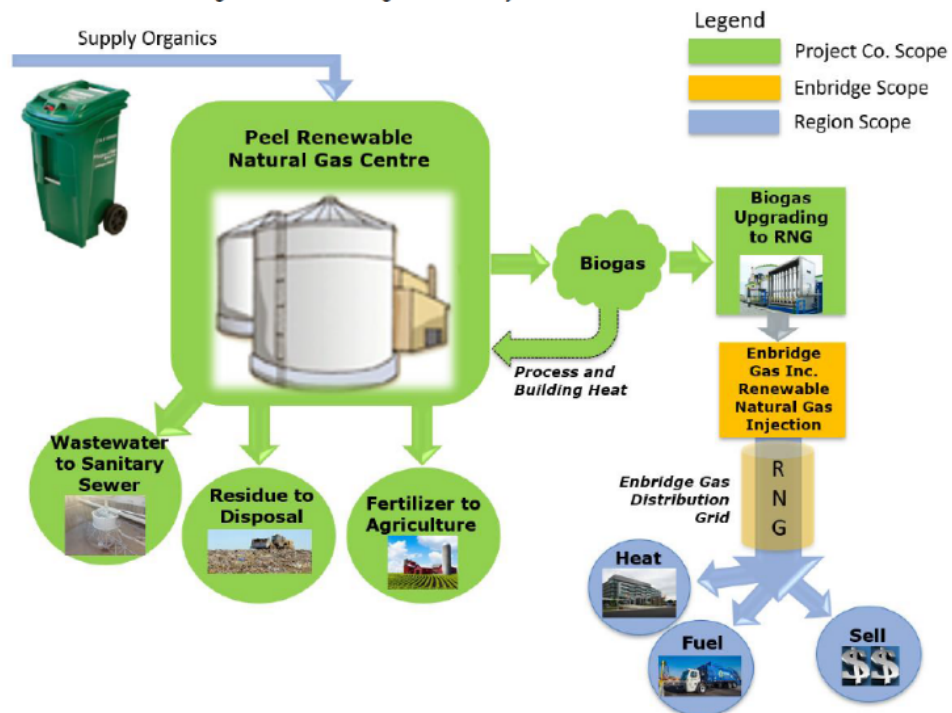 Supply Organics
Legend
Project Co. Scope
Enbridge Scope
Region Scope
Peel Renewable
Natural Gas Centre
Biogas
Biogas
Upgrading
to RNG
Process and
Building Heat
Enbridge
Gas Inc.
Renewable
Natural Gas
Injection
Wastewater
to Sanitary
Sewer
Residue to
Disposal
Fertilizer to
Agriculture
Enbridge Gas
Distribution
Grid
R
N
G
Heat
Fuel
Sell
$$